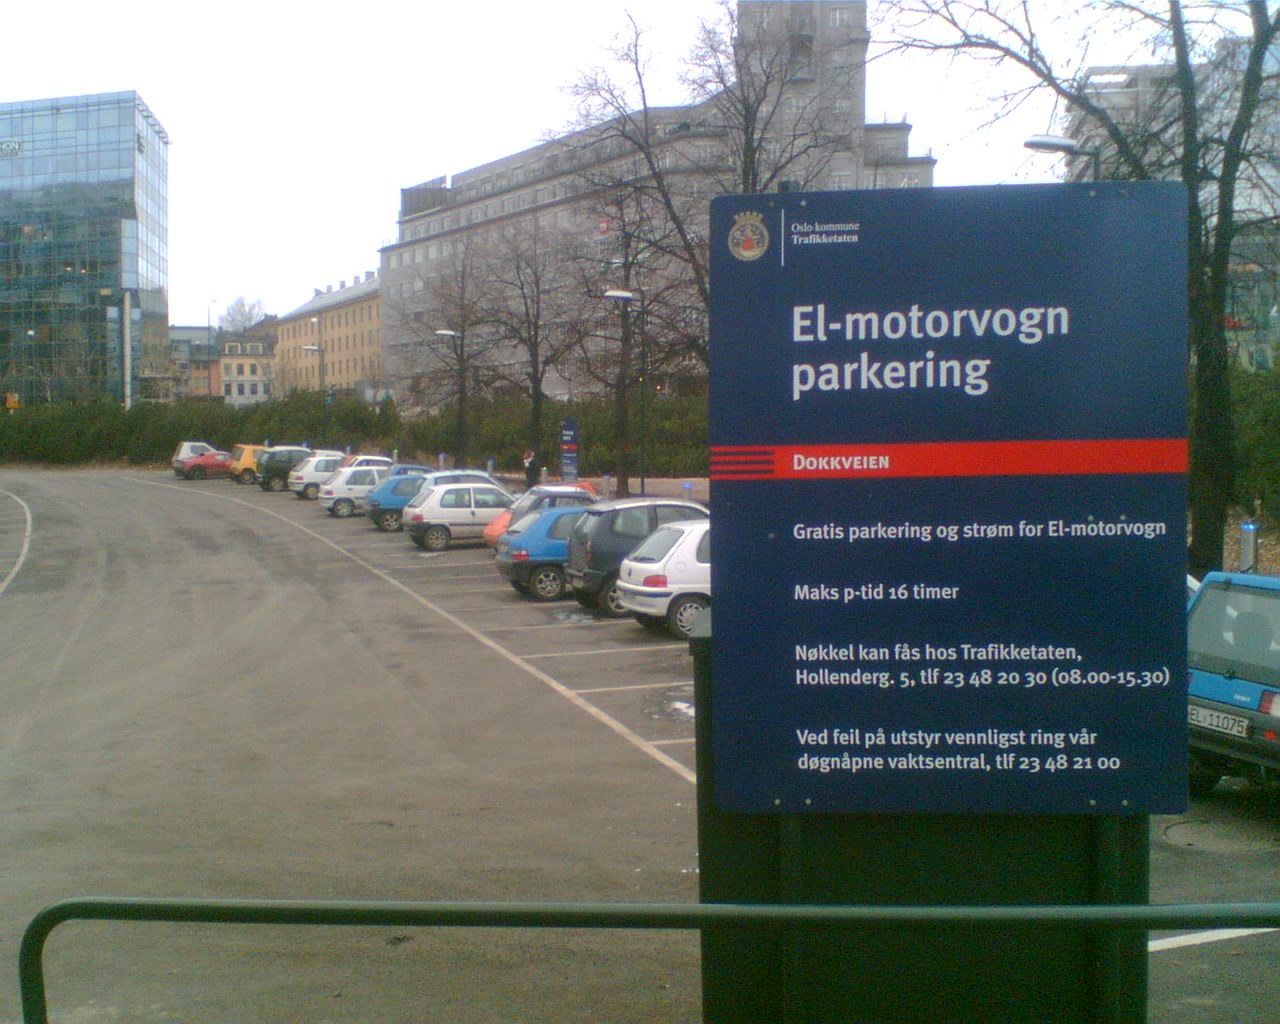 Oslo kommune
Trafikketaten
El-motorvogn
parkering
DOKKVEIEN
Gratis parkering og strøm for El-motorvogn
Maks p-tid 16 timer
Nøkkel kan fås hos Trafikketaten,
Hollenderg. 5, tlf 23 48 20 30 (08.00-15.30)
Ved feil på utstyr vennligst ring vår
døgnåpne vaktsentral, tlf 23 48 21 00
EL 11075